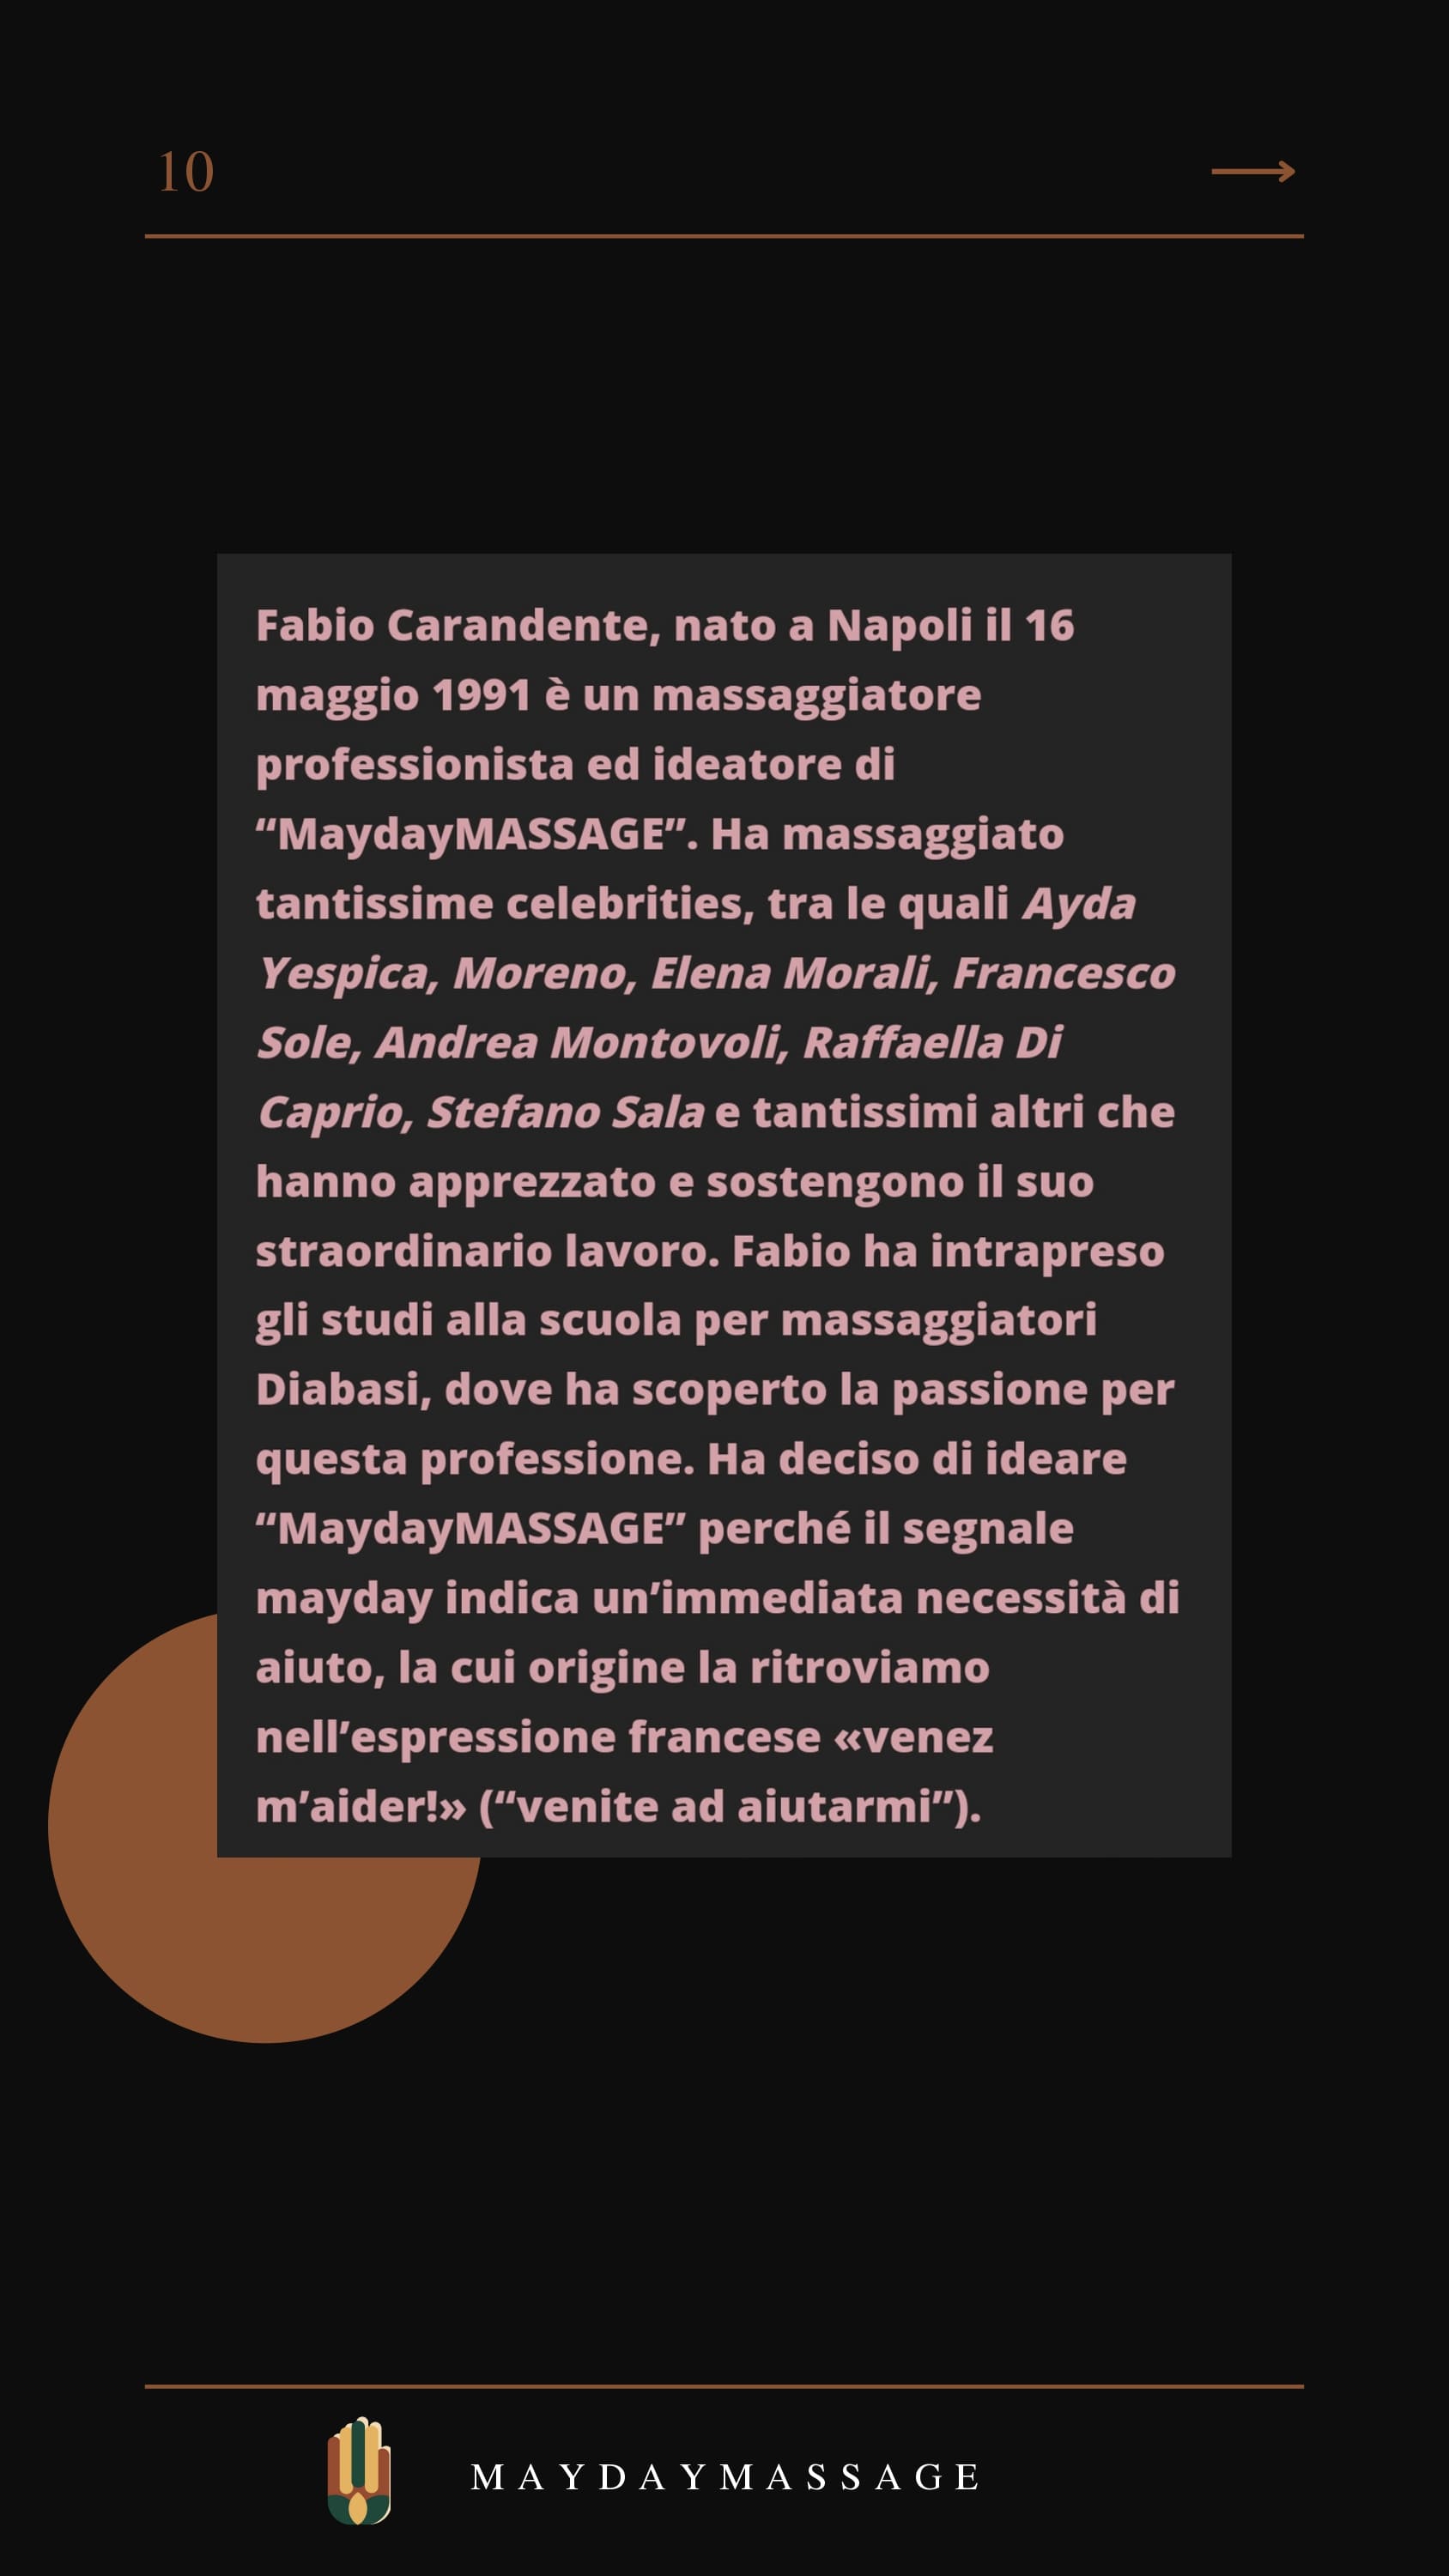 10
Fabio Carandente, nato a Napoli il 16
maggio 1991 è un massaggiatore
professionista ed ideatore di
“MaydayMASSAGE”. Ha massaggiato
tantissime celebrities, tra le quali Ayda
Yespica, Moreno, Elena Morali, Francesco
Sole, Andrea Montovoli, Raffaella Di
Caprio, Stefano Sala e tantissimi altri che
hanno apprezzato e sostengono il suo
straordinario lavoro. Fabio ha intrapreso
gli studi alla scuola per massaggiatori
Diabasi, dove ha scoperto la passione per
questa professione. Ha deciso di ideare
“MaydayMASSAGE” perché il segnale
mayday indica un’immediata necessità di
aiuto, la cui origine la ritroviamo
nell’espressione francese «venez
m’aider!» (“venite ad aiutarmi”).
MAYDAYMASSAGE